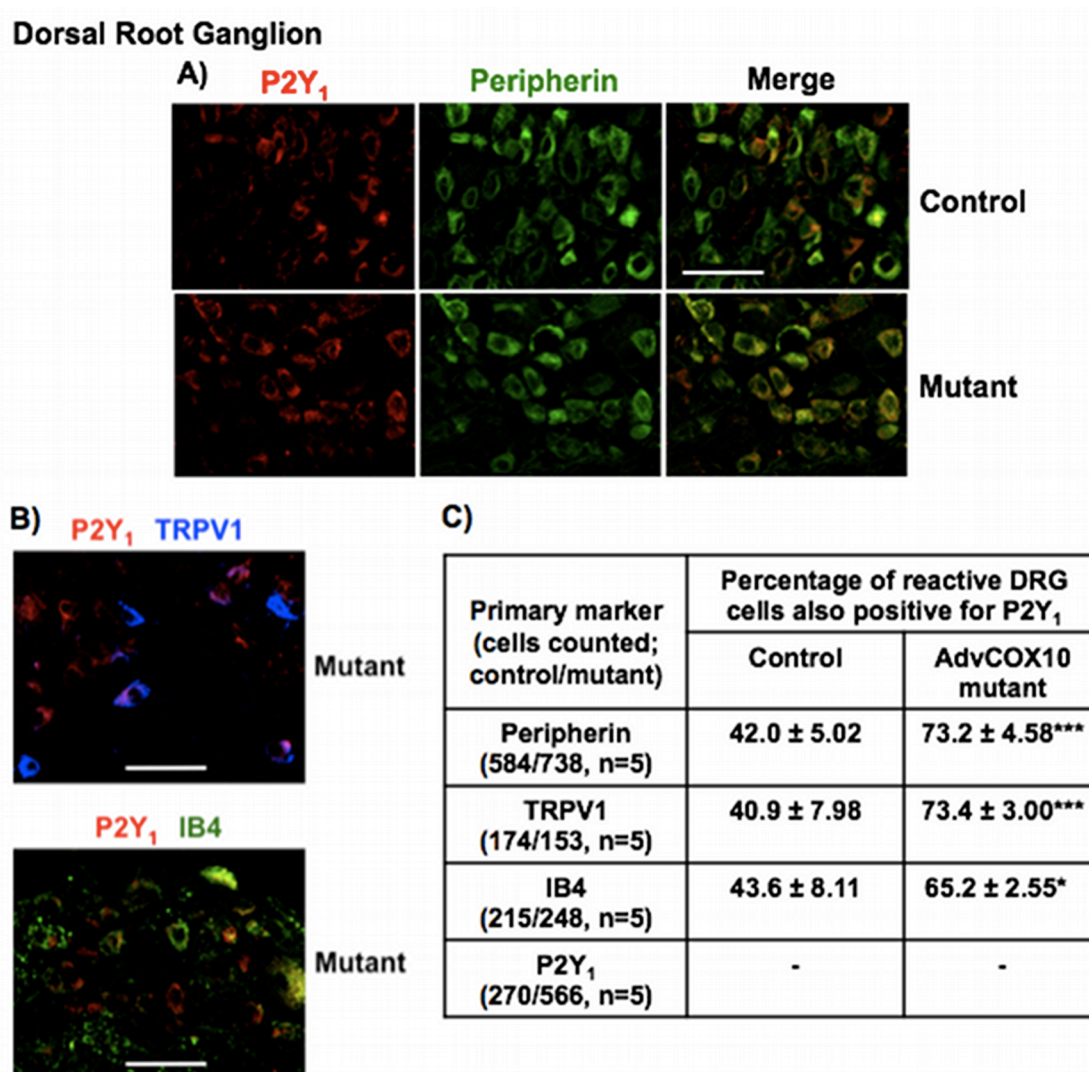 Dorsal Root Ganglion
A)
P2Y₁ Peripherin Merge
Control
Mutant
B)
P2Y₁ TRPV1
Mutant
P2Y₁ IB4
Mutant
C)
Primary marker
(cells counted;
control/mutant)
Percentage of reactive DRG
cells also positive for P2Y₁
Control
AdvCOX10
mutant
Peripherin
(584/738, n=5)
42.0 ± 5.02
73.2 ± 4.58***
TRPV1
(174/153, n=5)
40.9 ± 7.98
73.4 ± 3.00***
IB4
(215/248, n=5)
43.6 ± 8.11
65.2 ± 2.55*
P2Y₁
(270/566, n=5)
-
-